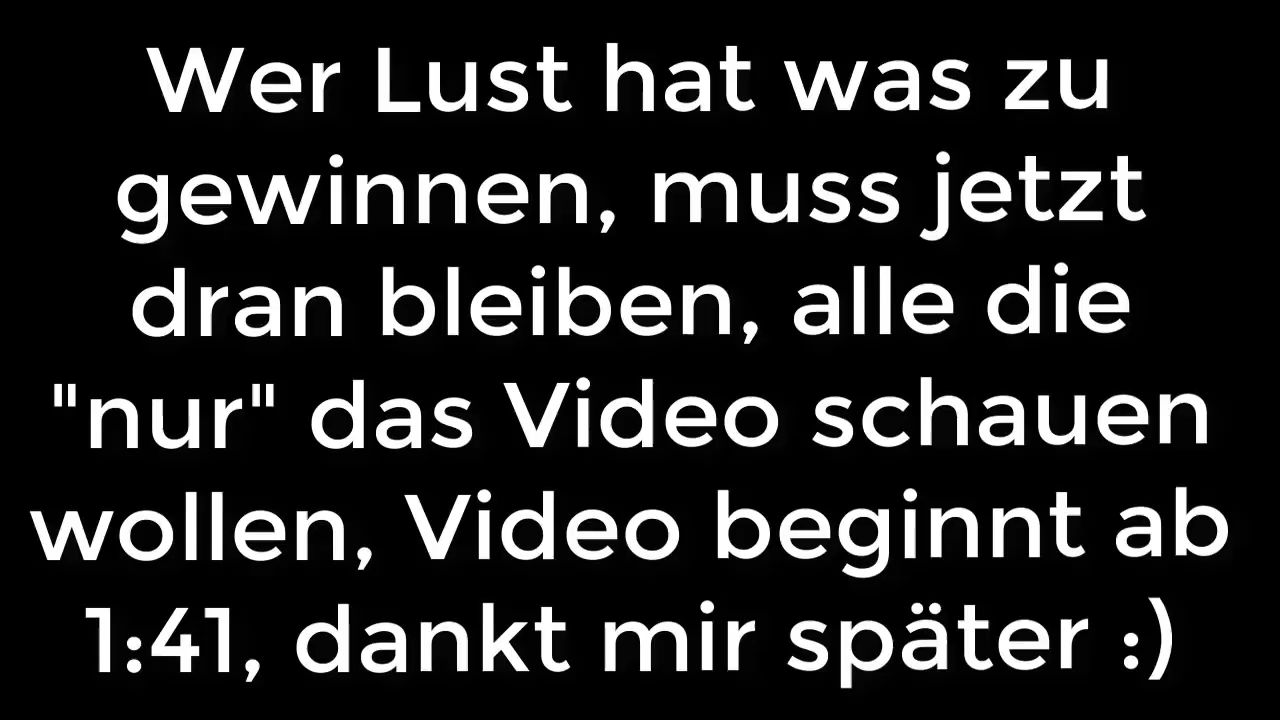 Wer Lust hat was zu
gewinnen, muss jetzt
dran bleiben, alle die
"nur" das Video schauen
wollen, Video beginnt ab
1:41, dankt mir später :)